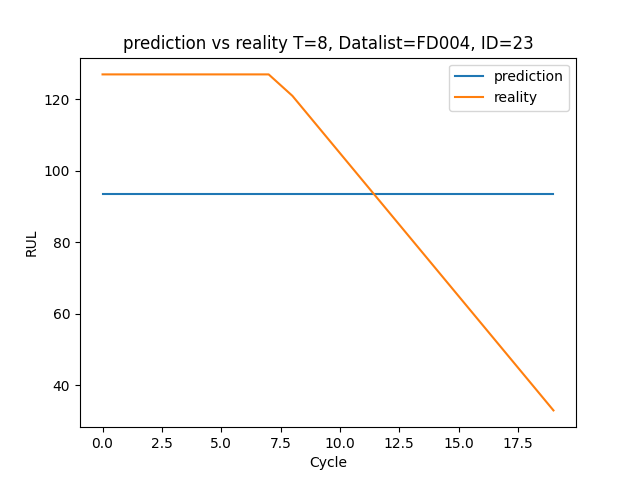 prediction vs reality T=8, Datalist=FD004, ID=23
prediction
reality
RUL
120
100
80
60
40
0.0 2.5 5.0 7.5 10.0 12.5 15.0 17.5
Cycle